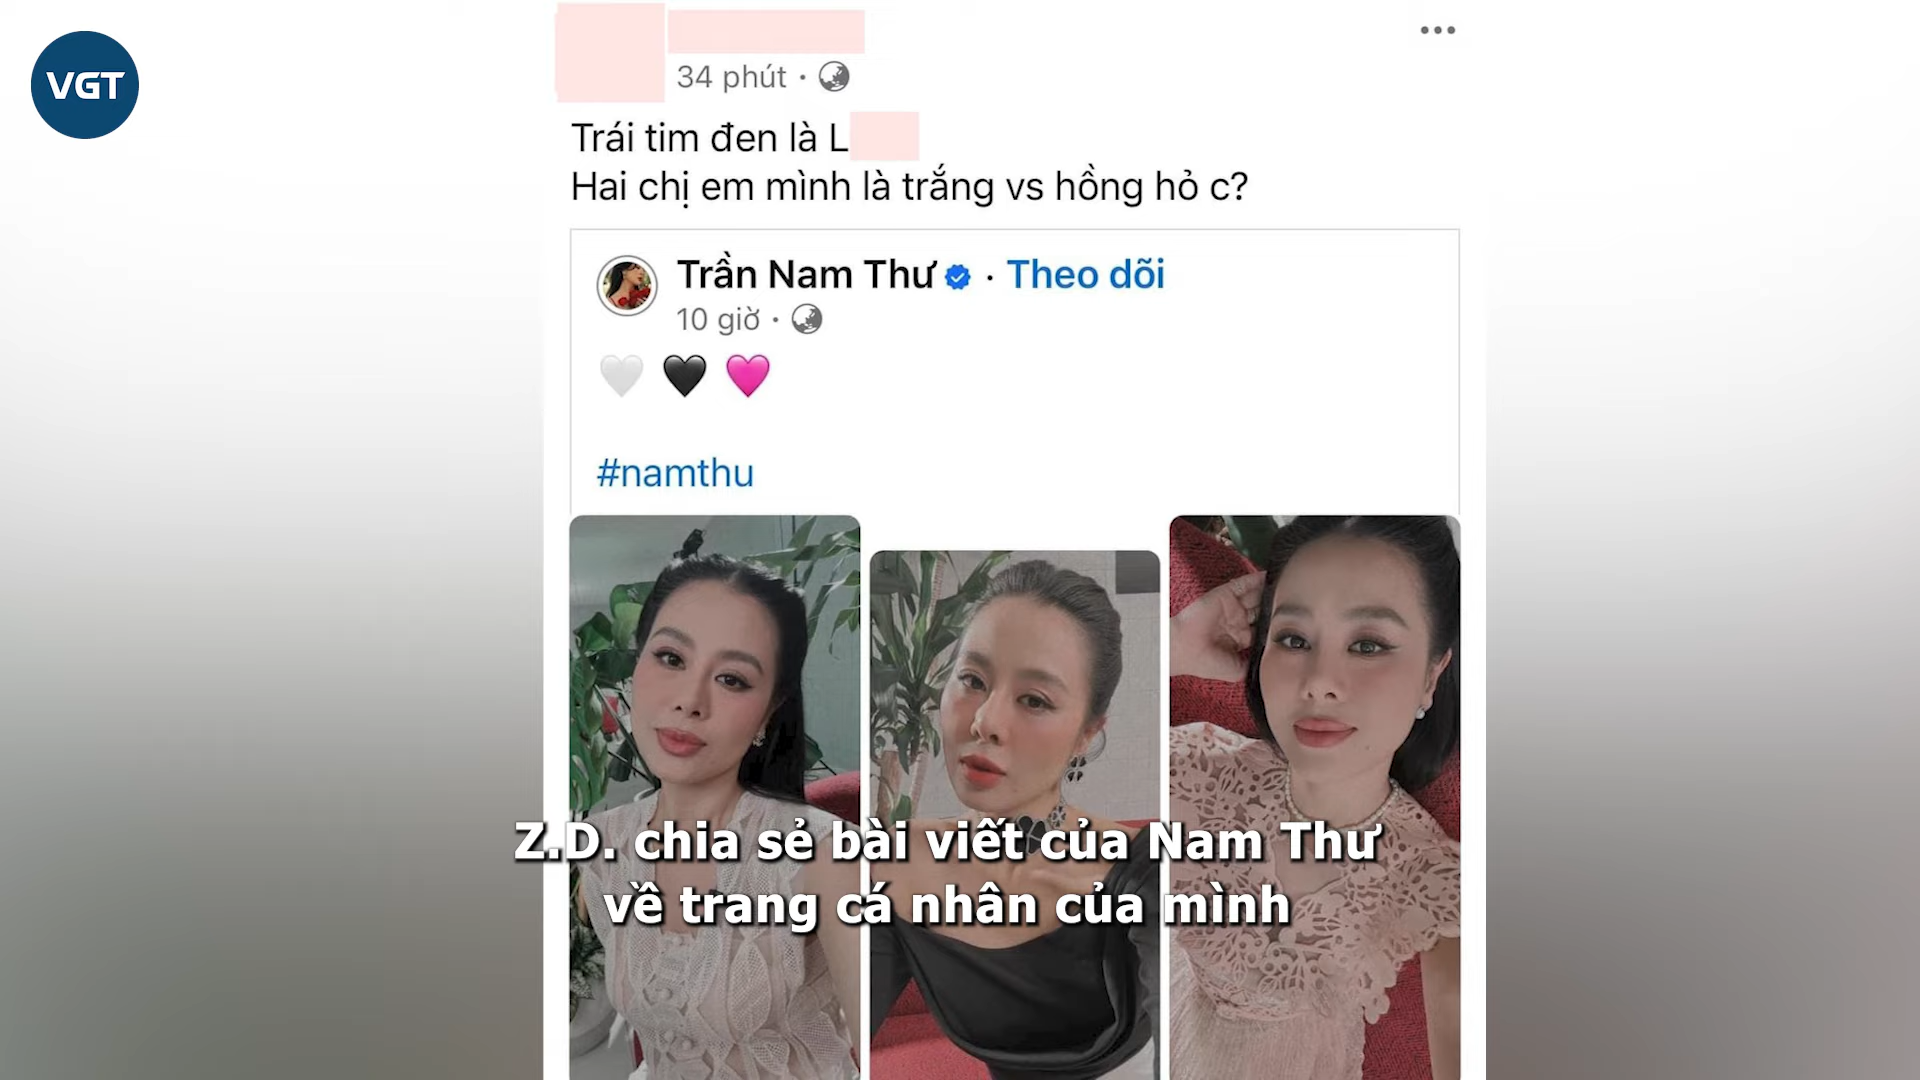 VGT
34 phút ·
Trái tim đen là L
Hai chị em mình là trắng vs hồng hỏ c?
Trần Nam Thư · Theo dõi
10 giờ ·
🤍 🖤 🩷
#namthu
Z.D. chia sẻ bài viết của Nam Thư
về trang cá nhân của mình